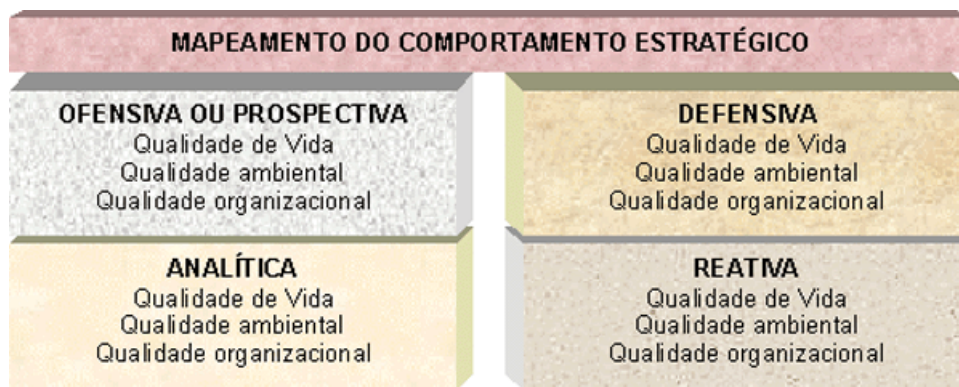 MAPEAMENTO DO COMPORTAMENTO ESTRATÉGICO
OFENSIVA OU PROSPECTIVA
Qualidade de Vida
Qualidade ambiental
Qualidade organizacional
DEFENSIVA
Qualidade de Vida
Qualidade ambiental
Qualidade organizacional
ANALÍTICA
Qualidade de Vida
Qualidade ambiental
Qualidade organizacional
REATIVA
Qualidade de Vida
Qualidade ambiental
Qualidade organizacional